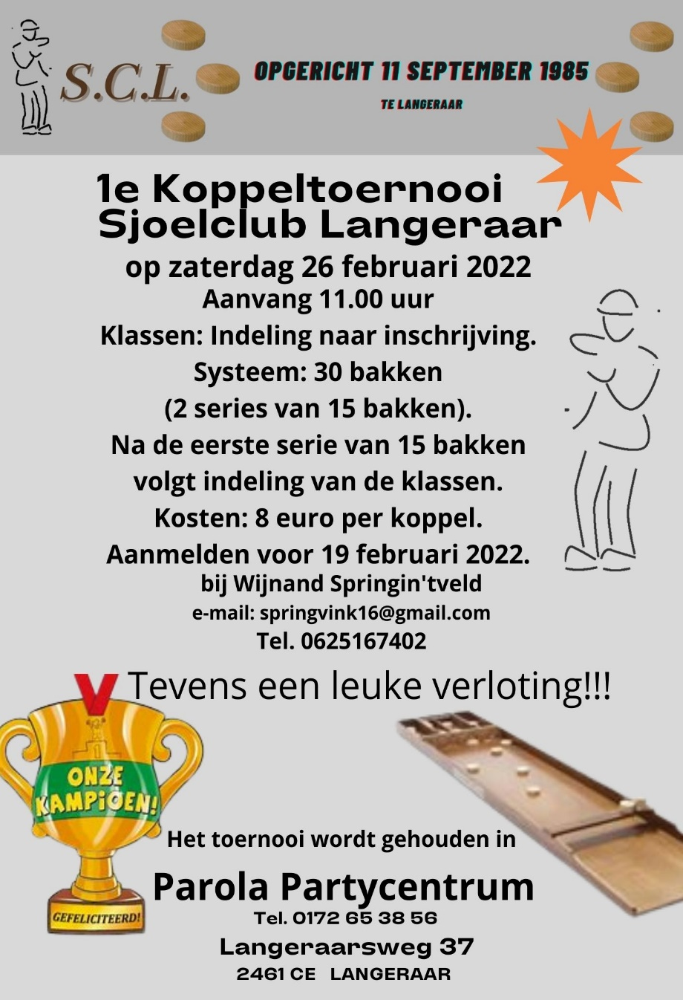 S.C.L.
OPGERICHT 11 SEPTEMBER 1985
TE LANGERAAR
1e Koppeltoernooi
Sjoelclub Langeraar
op zaterdag 26 februari 2022
Aanvang 11.00 uur
Klassen: Indeling naar inschrijving.
Systeem: 30 bakken
(2 series van 15 bakken).
Na de eerste serie van 15 bakken
volgt indeling van de klassen.
Kosten: 8 euro per koppel.
Aanmelden voor 19 februari 2022.
bij Wijnand Springin'tveld
e-mail: springvink16@gmail.com
Tel. 0625167402
Tevens een leuke verloting!!!
1
ONZE
KAMPiOEN!
GEFELICITEERD!
Het toernooi wordt gehouden in
Parola Partycentrum
Tel. 0172 65 38 56
Langeraarsweg 37
2461 CE LANGERAAR